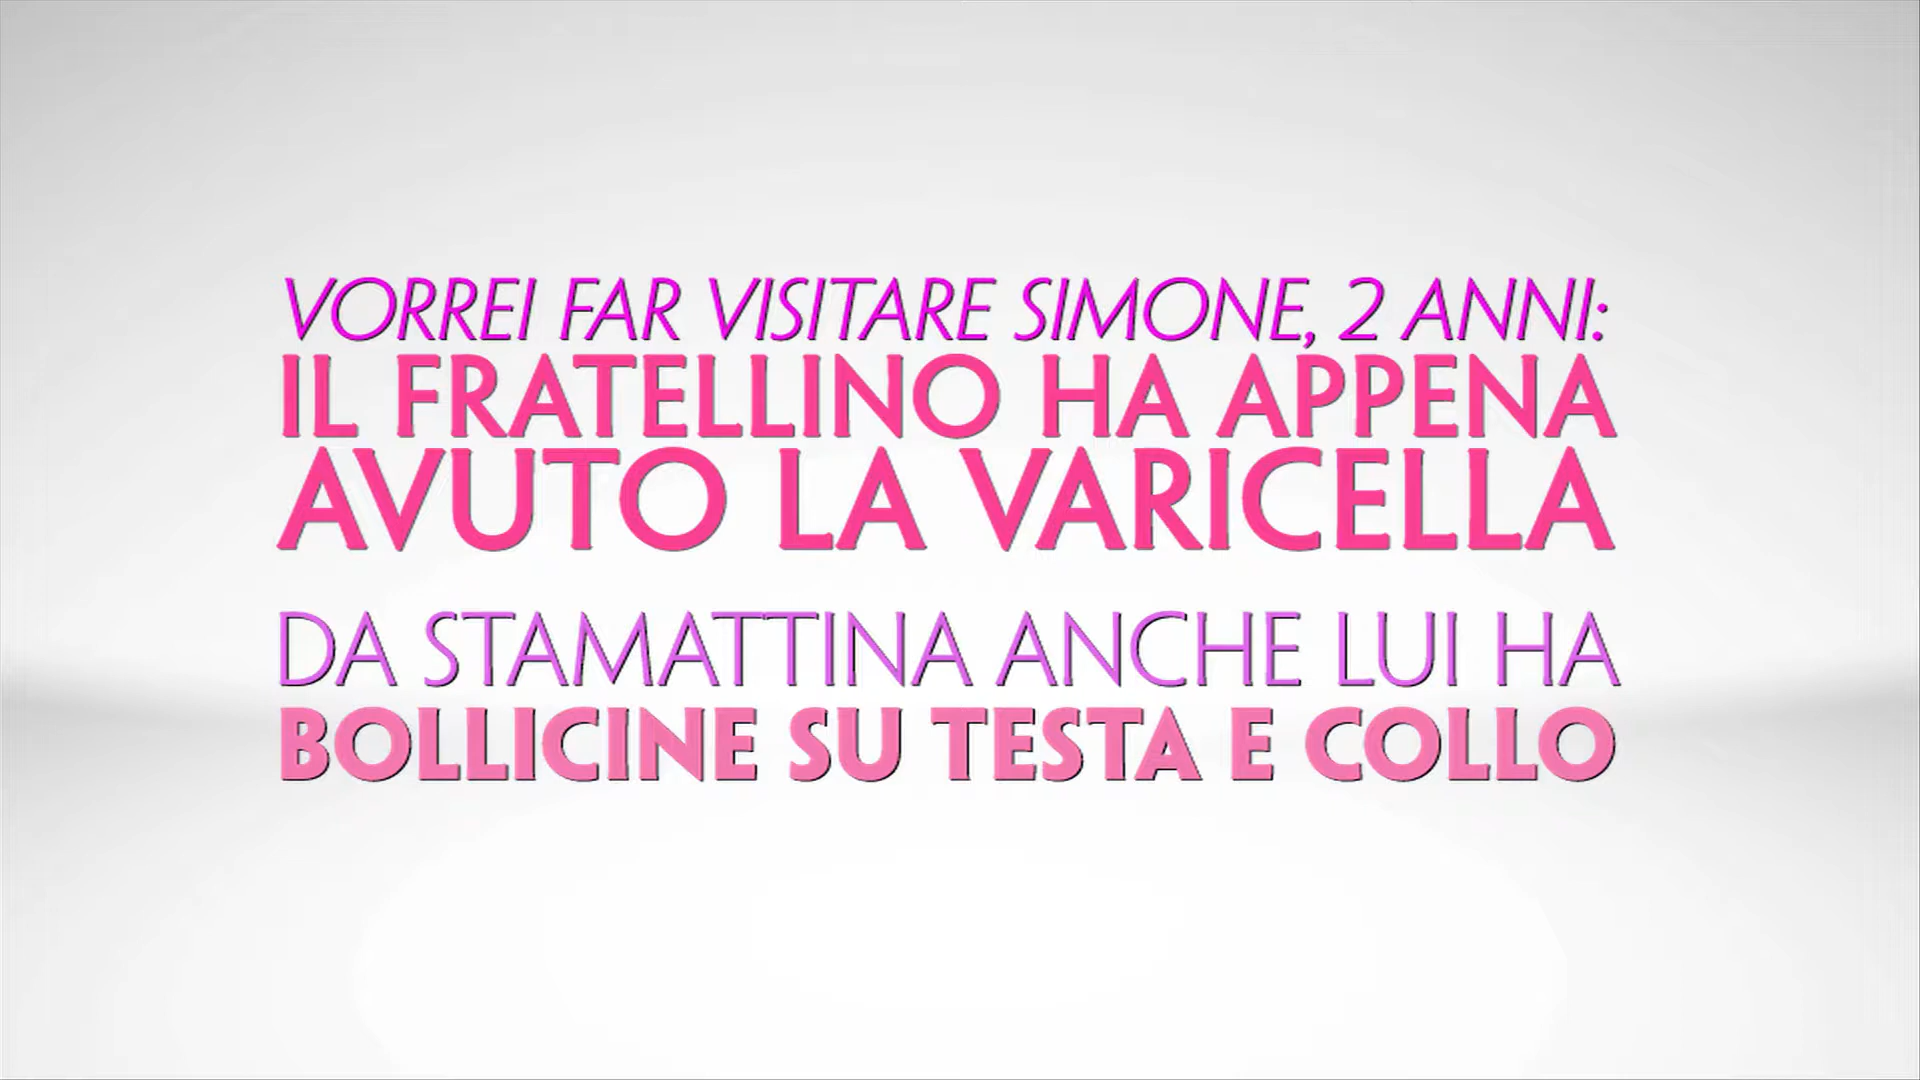 VORREI FAR VISITARE SIMONE, 2 ANNI:
IL FRATELLINO HA APPENA
AVUTO LA VARICELLA
DA STAMATTINA ANCHE LUI HA
BOLLICINE SU TESTA E COLLO